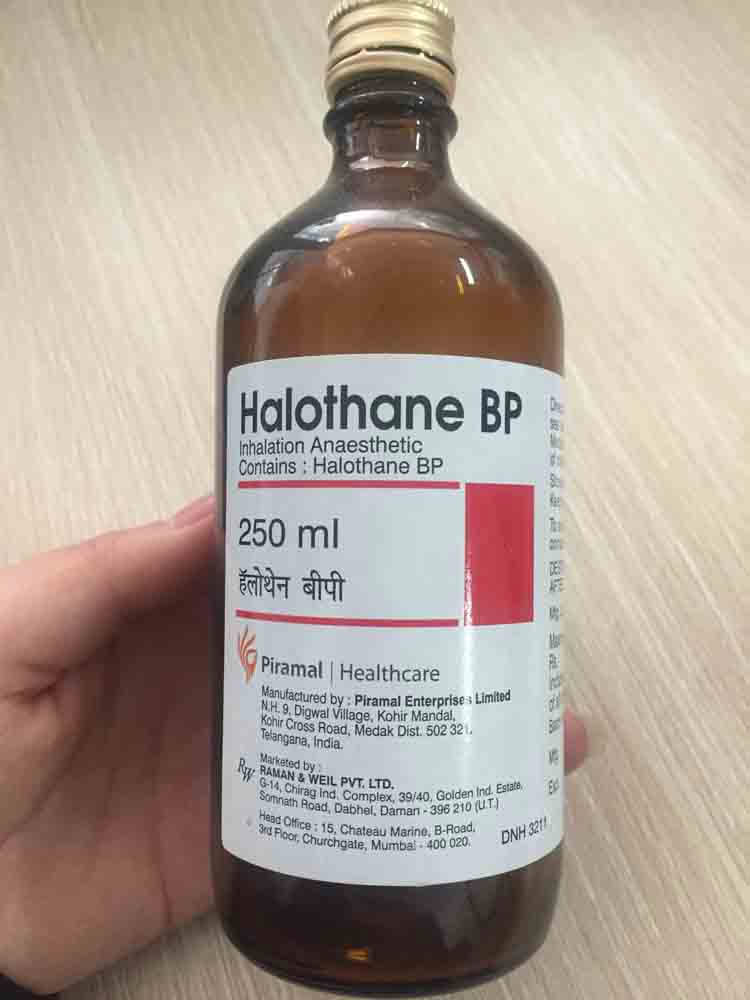 Halothane BP
Inhalation Anaesthetic
Contains : Halothane BP
250 ml
हॅलोथेन बीपी
Piramal | Healthcare
Manufactured by : Piramal Enterprises Limited
N.H. 9, Digwal Village, Kohir Mandal,
Kohir Cross Road, Medak Dist. 502 321,
Telangana, India.
Marketed by :
RW RAMAN & WEIL PVT. LTD.
G-14, Chirag Ind. Complex, 39/40, Golden Ind. Estate,
Somnath Road, Dabhel, Daman - 396 210 (U.T.)
Head Office : 15, Chateau Marine, B-Road,
3rd Floor, Churchgate, Mumbai - 400 020.
DNH 3211